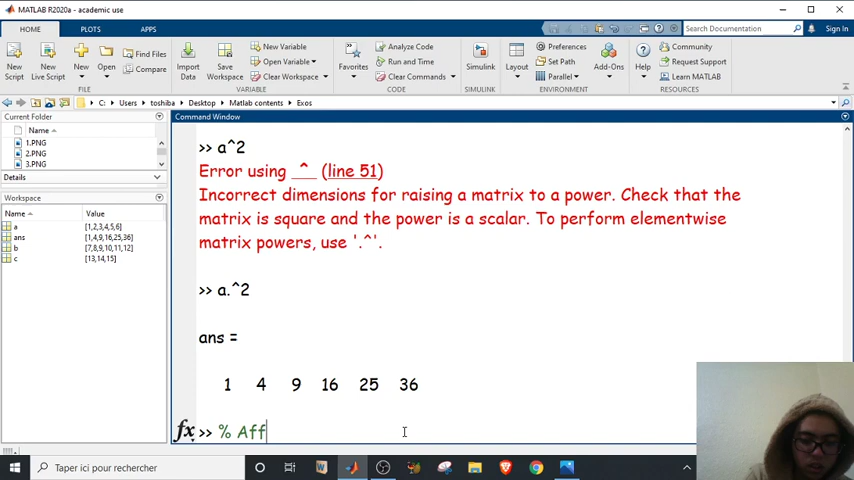 MATLAB R2020a - academic use
HOME PLOTS APPS
Search Documentation
Sign In
New Script
New Live Script
New
Open
Find Files
Compare
Import Data
Save Workspace
New Variable
Open Variable
Clear Workspace
Favorites
Analyze Code
Run and Time
Clear Commands
Simulink
Layout
Preferences
Set Path
Parallel
Add-Ons
Help
Community
Request Support
Learn MATLAB
FILE VARIABLE CODE SIMULINK ENVIRONMENT RESOURCES
C: Users toshiba Desktop Matlab contents Exos
Current Folder
Name
1.PNG
2.PNG
3.PNG
Details
Workspace
Name Value
a [1,2,3,4,5,6]
ans [1,4,9,16,25,36]
b [7,8,9,10,11,12]
c [13,14,15]
Command Window
>> a^2
Error using ^ (line 51)
Incorrect dimensions for raising a matrix to a power. Check that the
matrix is square and the power is a scalar. To perform elementwise
matrix powers, use '.^'.
>> a.^2
ans =
1 4 9 16 25 36
fx >> % Aff
Taper ici pour rechercher